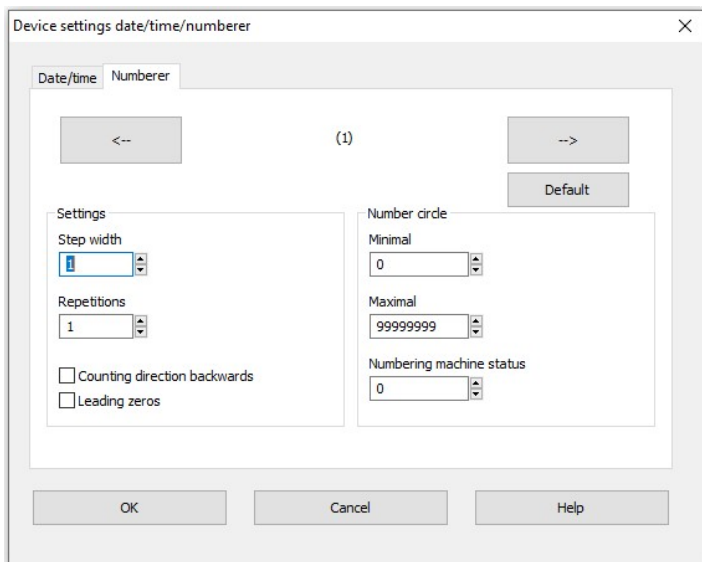 Device settings date/time/numberer
Date/time Numberer
<-- (1) -->
Default
Settings
Step width
1
Repetitions
1
Counting direction backwards
Leading zeros
Number circle
Minimal
0
Maximal
99999999
Numbering machine status
0
OK Cancel Help